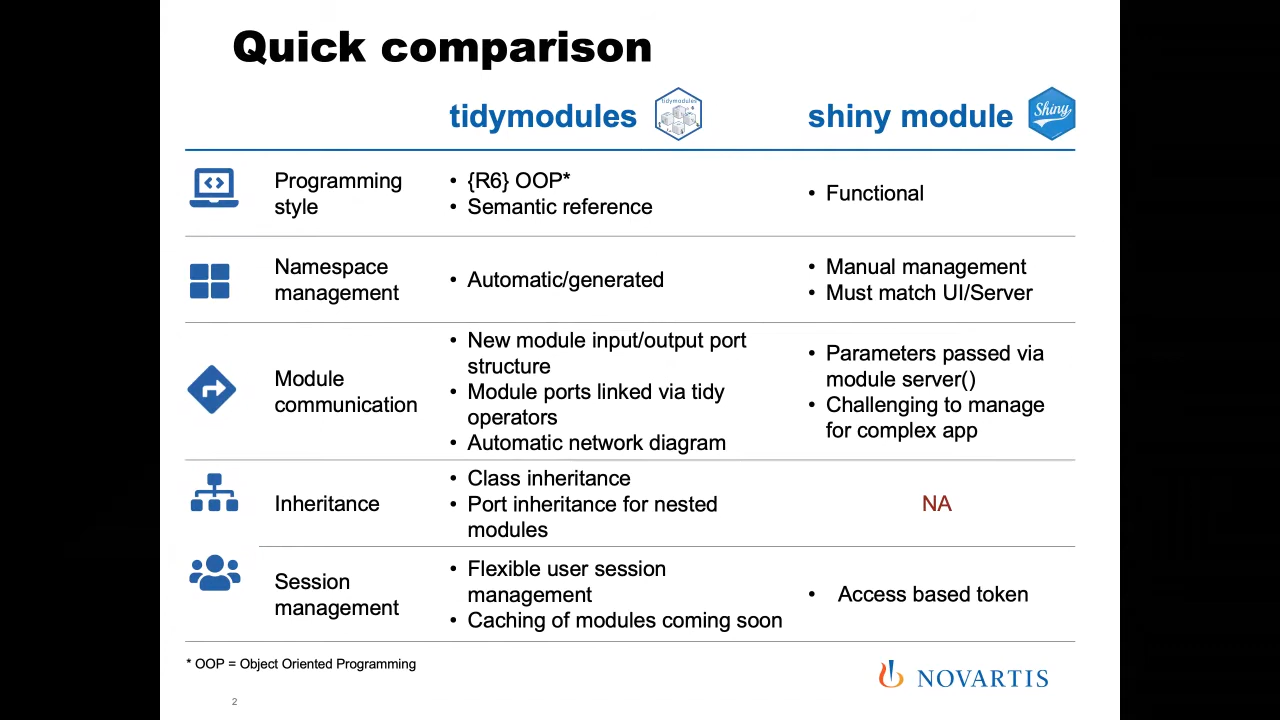 Quick comparison
tidymodules
tidymodules
shiny module
Shiny
Programming
style
• {R6} OOP*
• Semantic reference
• Functional
Namespace
management
• Automatic/generated
• Manual management
• Must match UI/Server
Module
communication
• New module input/output port
structure
• Module ports linked via tidy
operators
• Automatic network diagram
• Parameters passed via
module server()
• Challenging to manage
for complex app
Inheritance
• Class inheritance
• Port inheritance for nested
modules
NA
Session
management
• Flexible user session
management
• Caching of modules coming soon
• Access based token
* OOP = Object Oriented Programming
NOVARTIS
2